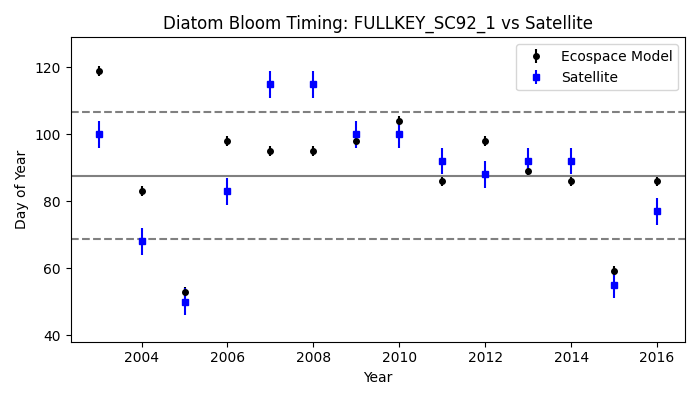 Diatom Bloom Timing: FULLKEY_SC92_1 vs Satellite
Ecospace Model
Satellite
Day of Year
120
100
80
60
40
2004 2006 2008 2010 2012 2014 2016
Year